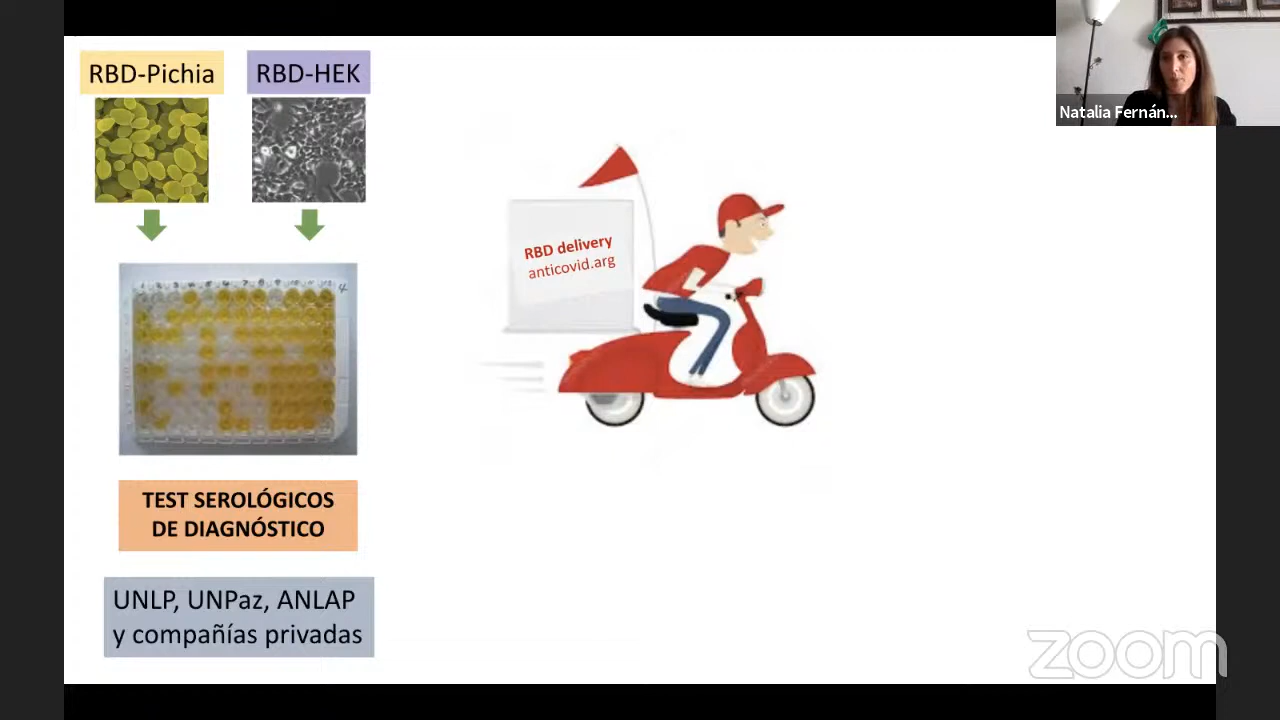 RBD-Pichia
RBD-HEK
Natalia Fernán...
RBD delivery
anticovid.arg
TEST SEROLÓGICOS
DE DIAGNÓSTICO
UNLP, UNPaz, ANLAP
y compañías privadas
zoom